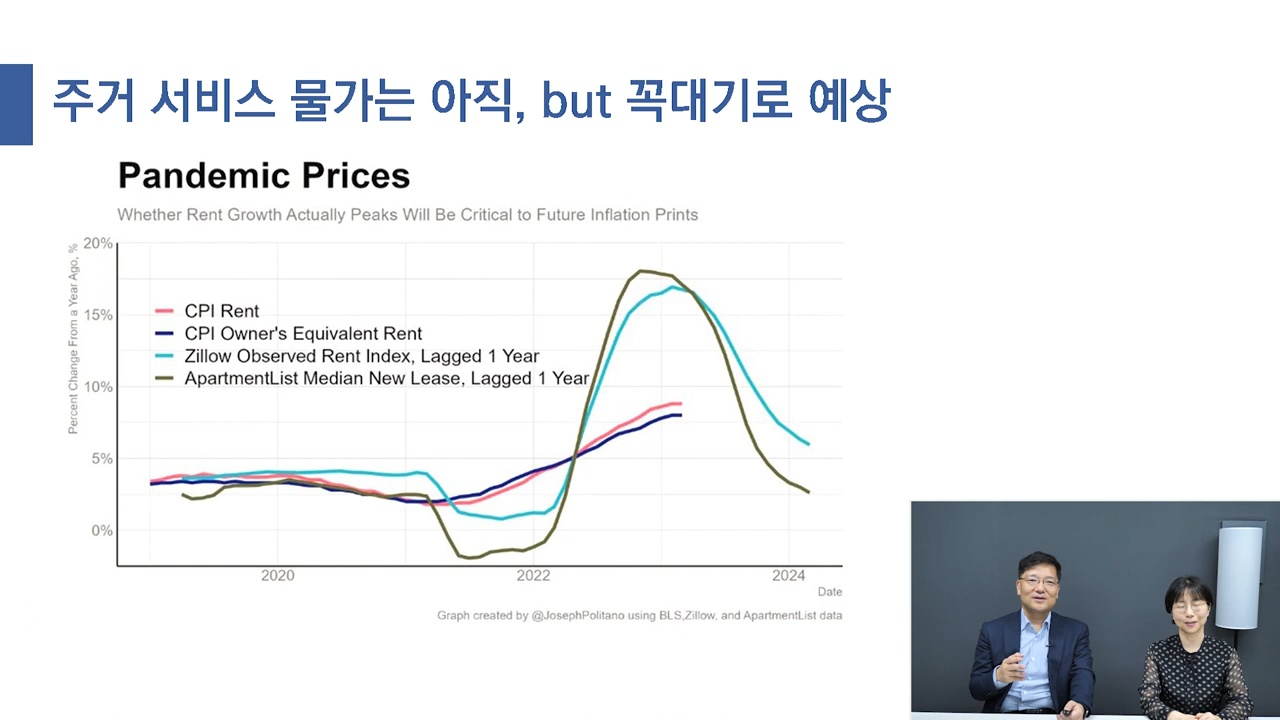 주거 서비스 물가는 아직, but 꼭대기로 예상
Pandemic Prices
Whether Rent Growth Actually Peaks Will Be Critical to Future Inflation Prints
Percent Change From a Year Ago, %
20%
15%
10%
5%
0%
CPI Rent
CPI Owner's Equivalent Rent
Zillow Observed Rent Index, Lagged 1 Year
ApartmentList Median New Lease, Lagged 1 Year
2020
2022
2024
Date
Graph created by @JosephPolitano using BLS,Zillow, and ApartmentList data